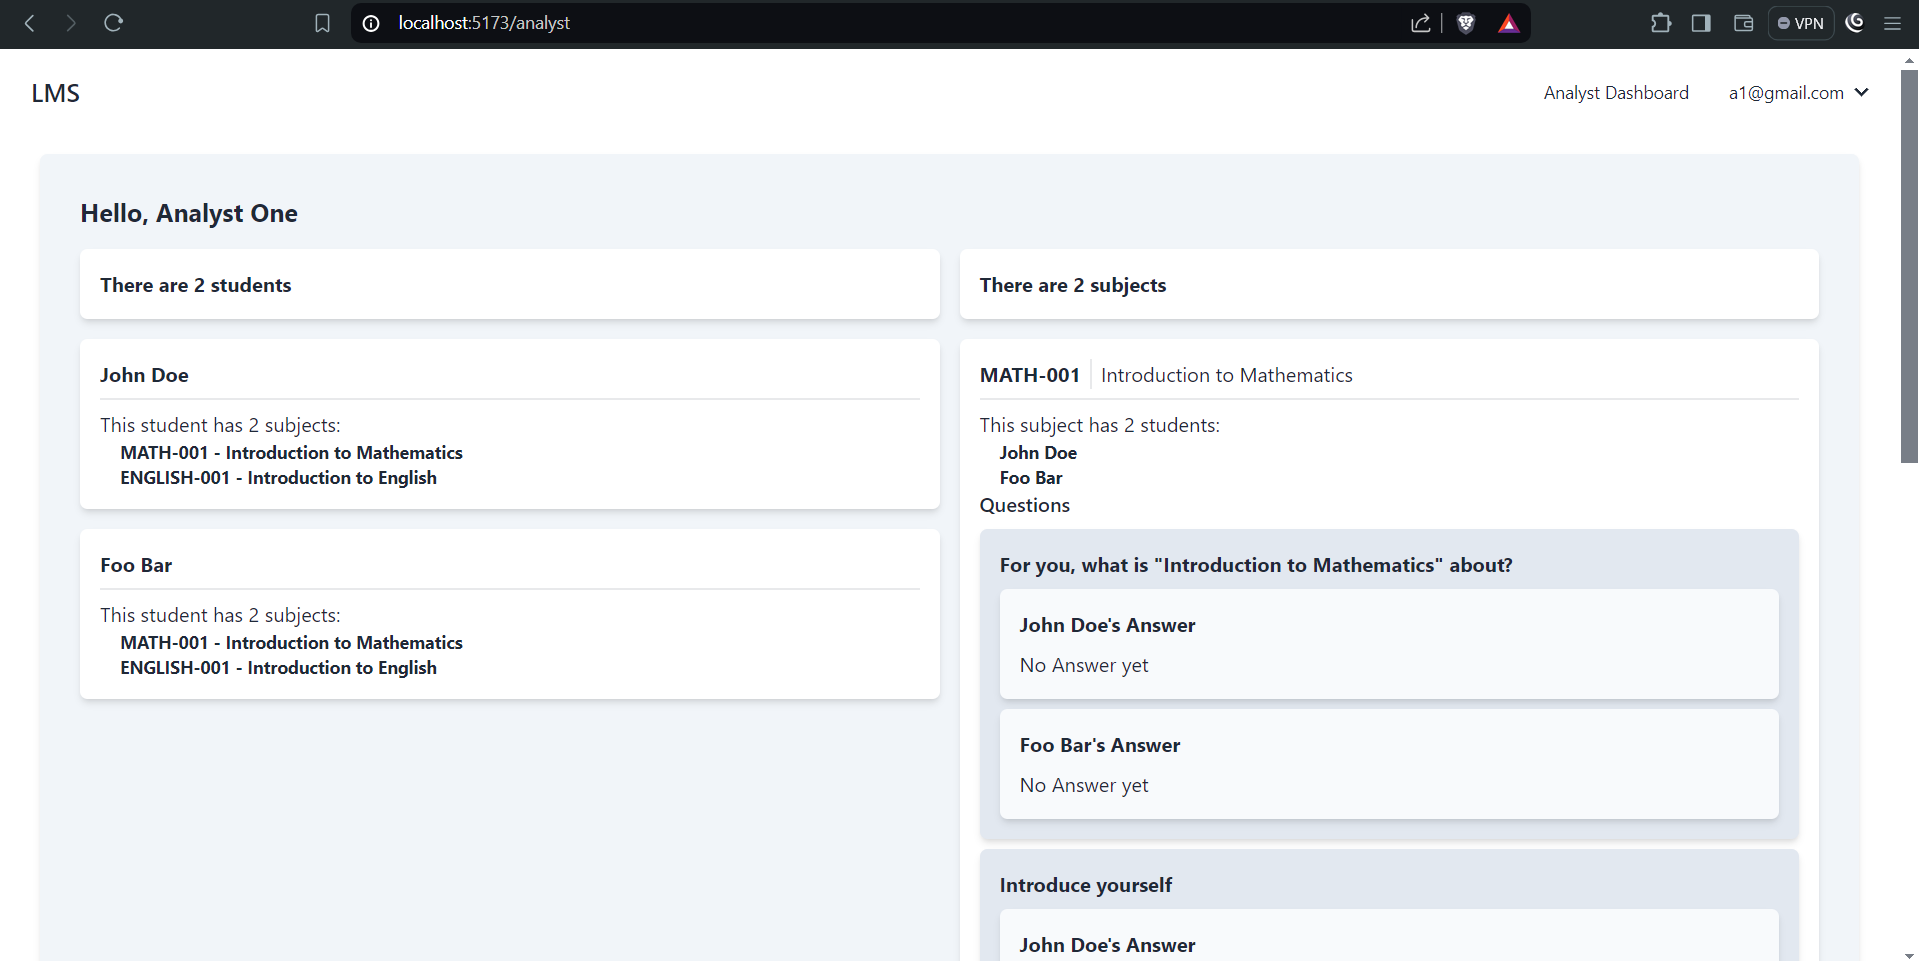 localhost:5173/analyst
VPN
LMS
Analyst Dashboard
a1@gmail.com
Hello, Analyst One
There are 2 students
John Doe
This student has 2 subjects:
MATH-001 - Introduction to Mathematics
ENGLISH-001 - Introduction to English
Foo Bar
This student has 2 subjects:
MATH-001 - Introduction to Mathematics
ENGLISH-001 - Introduction to English
There are 2 subjects
MATH-001 Introduction to Mathematics
This subject has 2 students:
John Doe
Foo Bar
Questions
For you, what is "Introduction to Mathematics" about?
John Doe's Answer
No Answer yet
Foo Bar's Answer
No Answer yet
Introduce yourself
John Doe's Answer